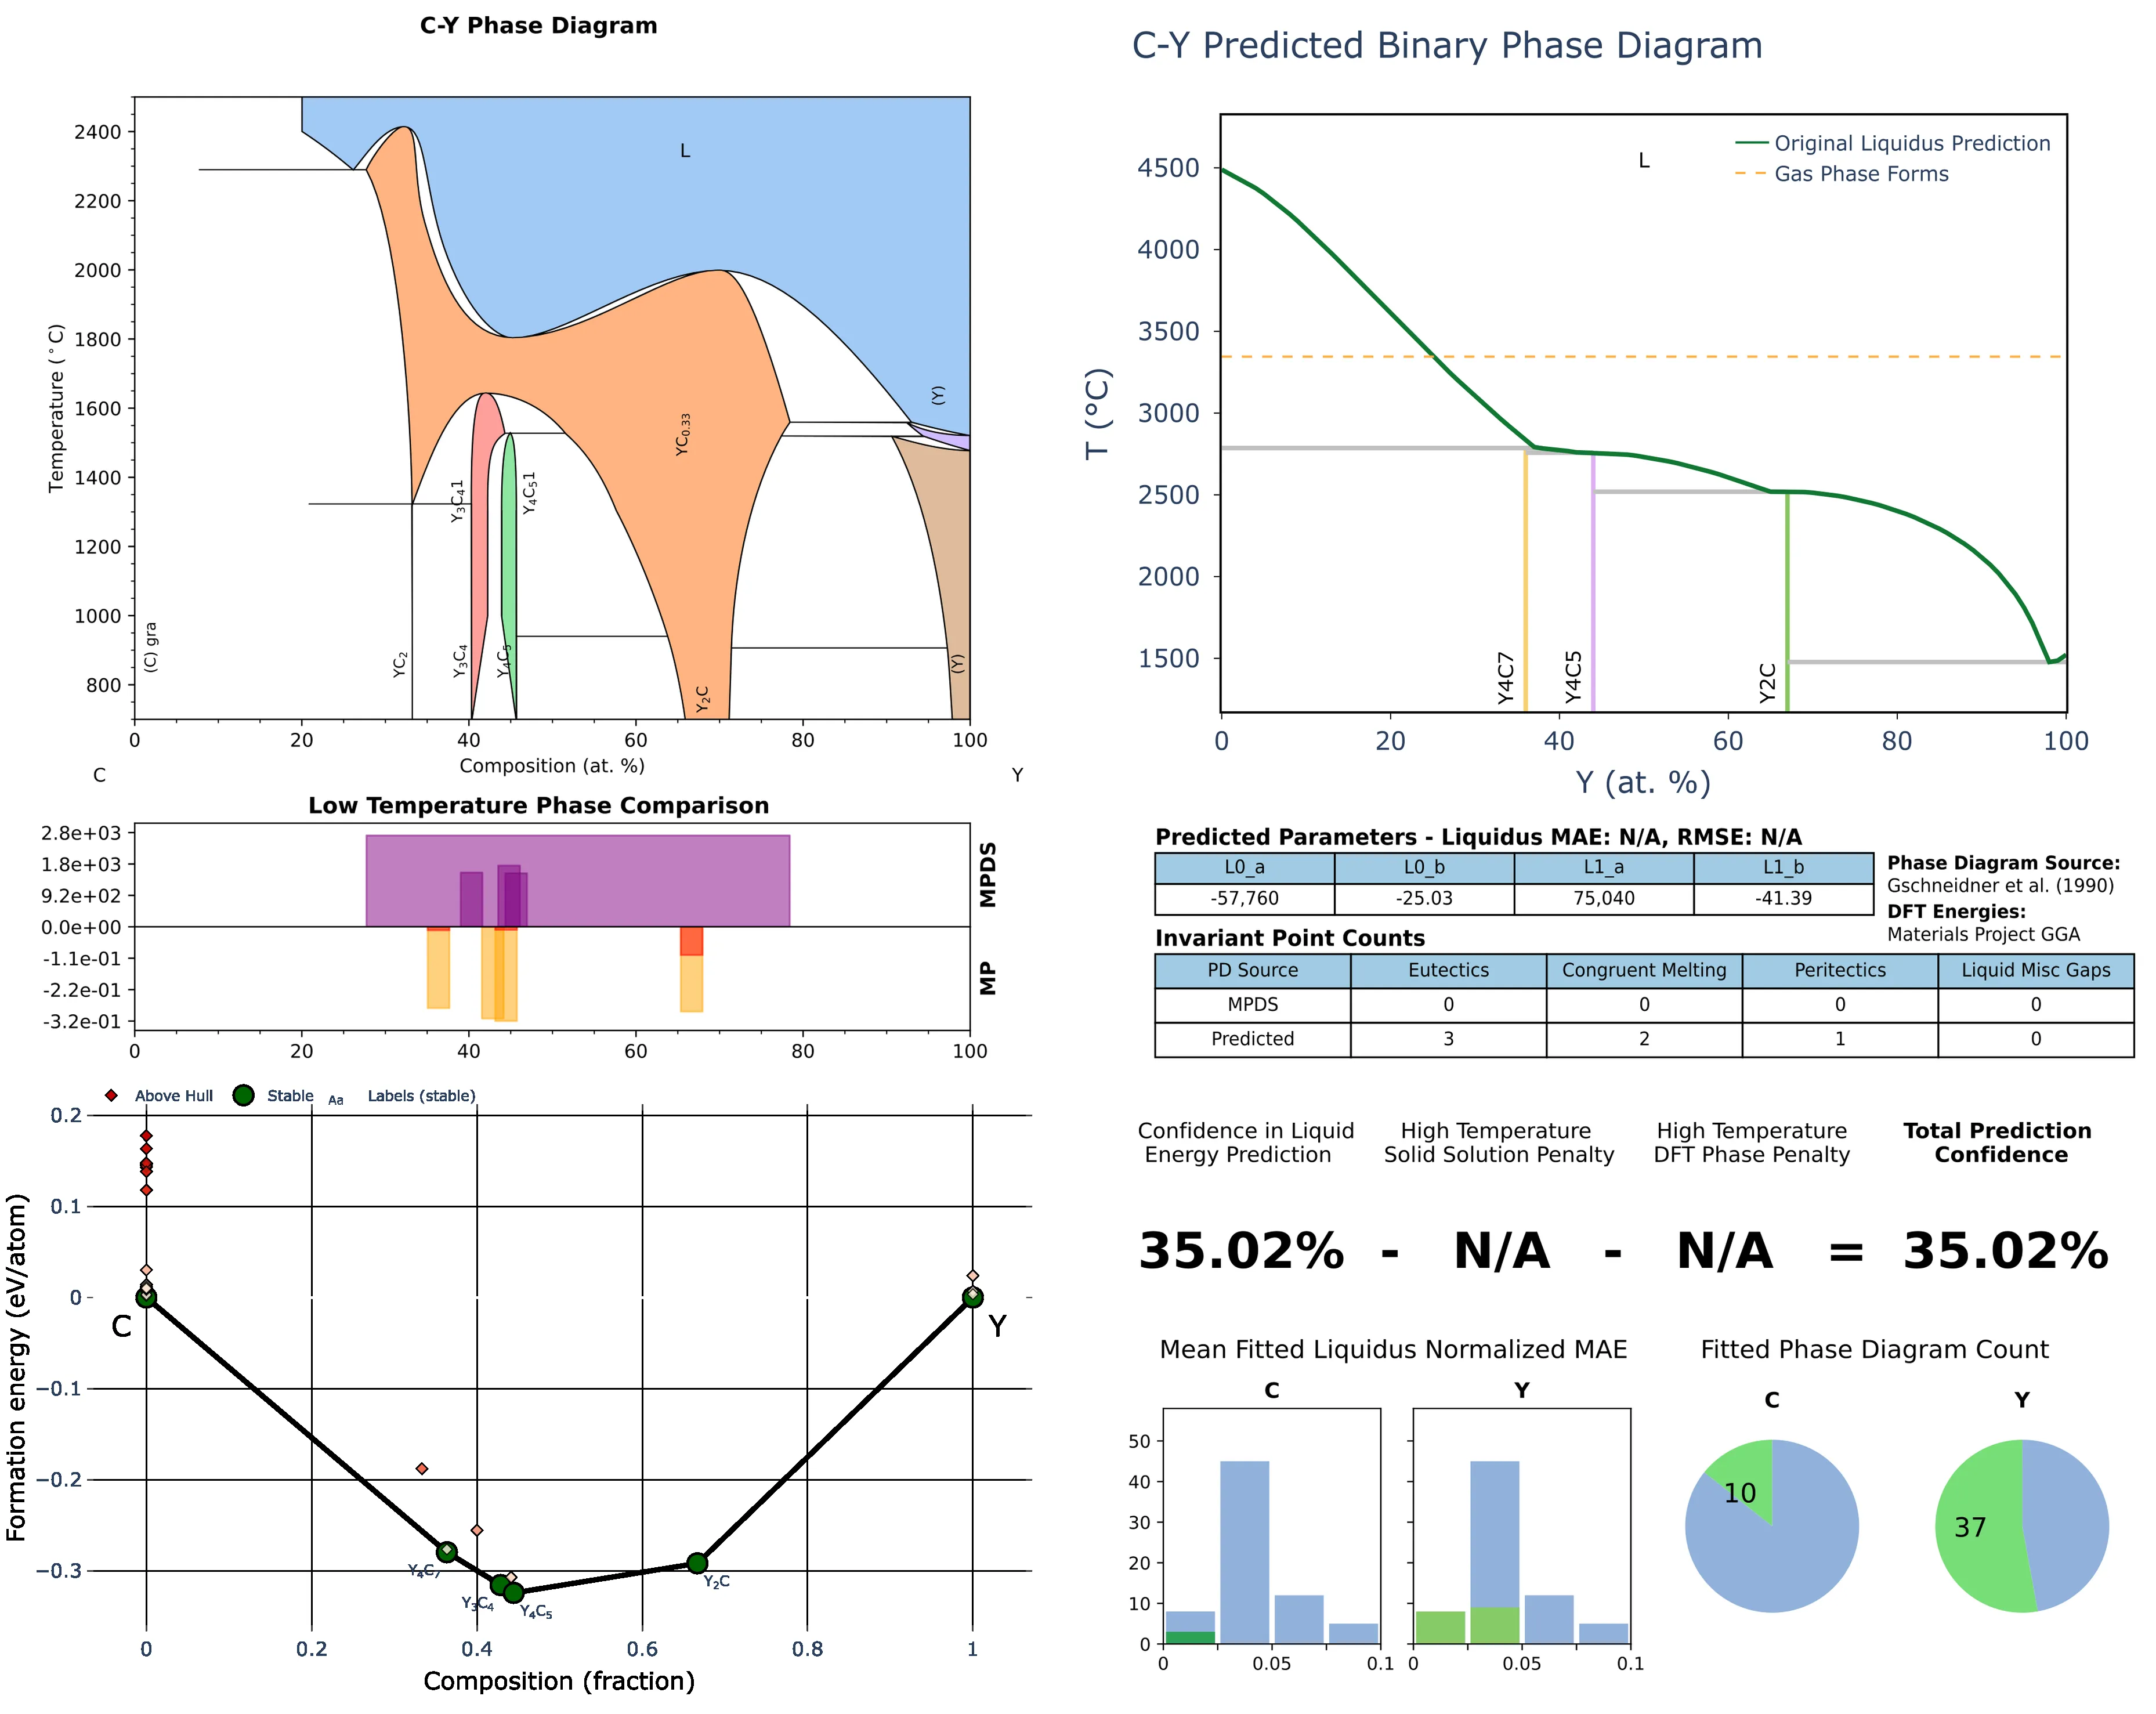 C-Y Phase Diagram
Temperature (°C)
2400
2200
2000
1800
1600
1400
1200
1000
800
L
(Y)
YC0.33
Y3C41
Y4C51
(C) gra
YC2
Y3C4
Y4C5
Y2C
(Y)
0 20 40 60 80 100
Composition (at. %)
C Y
C-Y Predicted Binary Phase Diagram
L
Original Liquidus Prediction
Gas Phase Forms
T (°C)
4500
4000
3500
3000
2500
2000
1500
Y4C7
Y4C5
Y2C
0 20 40 60 80 100
Y (at. %)
Low Temperature Phase Comparison
2.8e+03
1.8e+03
9.2e+02
0.0e+00
-1.1e-01
-2.2e-01
-3.2e-01
MPDS
MP
0 20 40 60 80 100
Predicted Parameters - Liquidus MAE: N/A, RMSE: N/A
L0_a L0_b L1_a L1_b
-57,760 -25.03 75,040 -41.39
Phase Diagram Source:
Gschneidner et al. (1990)
DFT Energies:
Materials Project GGA
Invariant Point Counts
PD Source Eutectics Congruent Melting Peritectics Liquid Misc Gaps
MPDS 0 0 0 0
Predicted 3 2 1 0
Above Hull Stable Aa Labels (stable)
Formation energy (eV/atom)
0.2
0.1
0
−0.1
−0.2
−0.3
C
Y
Y4C7
Y3C4
Y4C5
Y2C
0 0.2 0.4 0.6 0.8 1
Composition (fraction)
Confidence in Liquid
Energy Prediction
High Temperature
Solid Solution Penalty
High Temperature
DFT Phase Penalty
Total Prediction
Confidence
35.02% - N/A - N/A = 35.02%
Mean Fitted Liquidus Normalized MAE
C
Y
50
40
30
20
10
0
0 0.05 0.1
0 0.05 0.1
Fitted Phase Diagram Count
C
Y
10
37